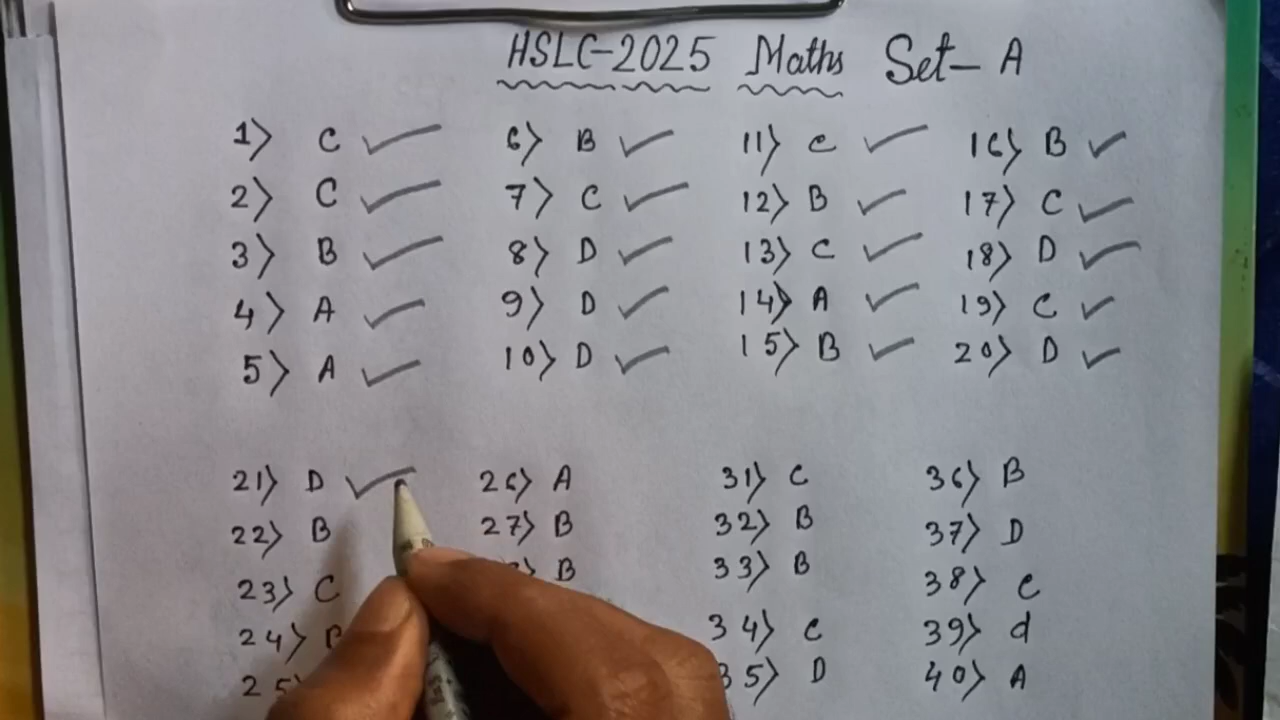 HSLC-2025 Maths Set-A
1) C 6) B 11) C 16) B
2) C 7) C 12) B 17) C
3) B 8) D 13) C 18) D
4) A 9) D 14) A 19) C
5) A 10) D 15) B 20) D
21) D 26) A 31) C 36) B
22) B 27) B 32) B 37) D
23) C B 33) B 38) C
24) 34) C 39) d
25) 35) D 40) A